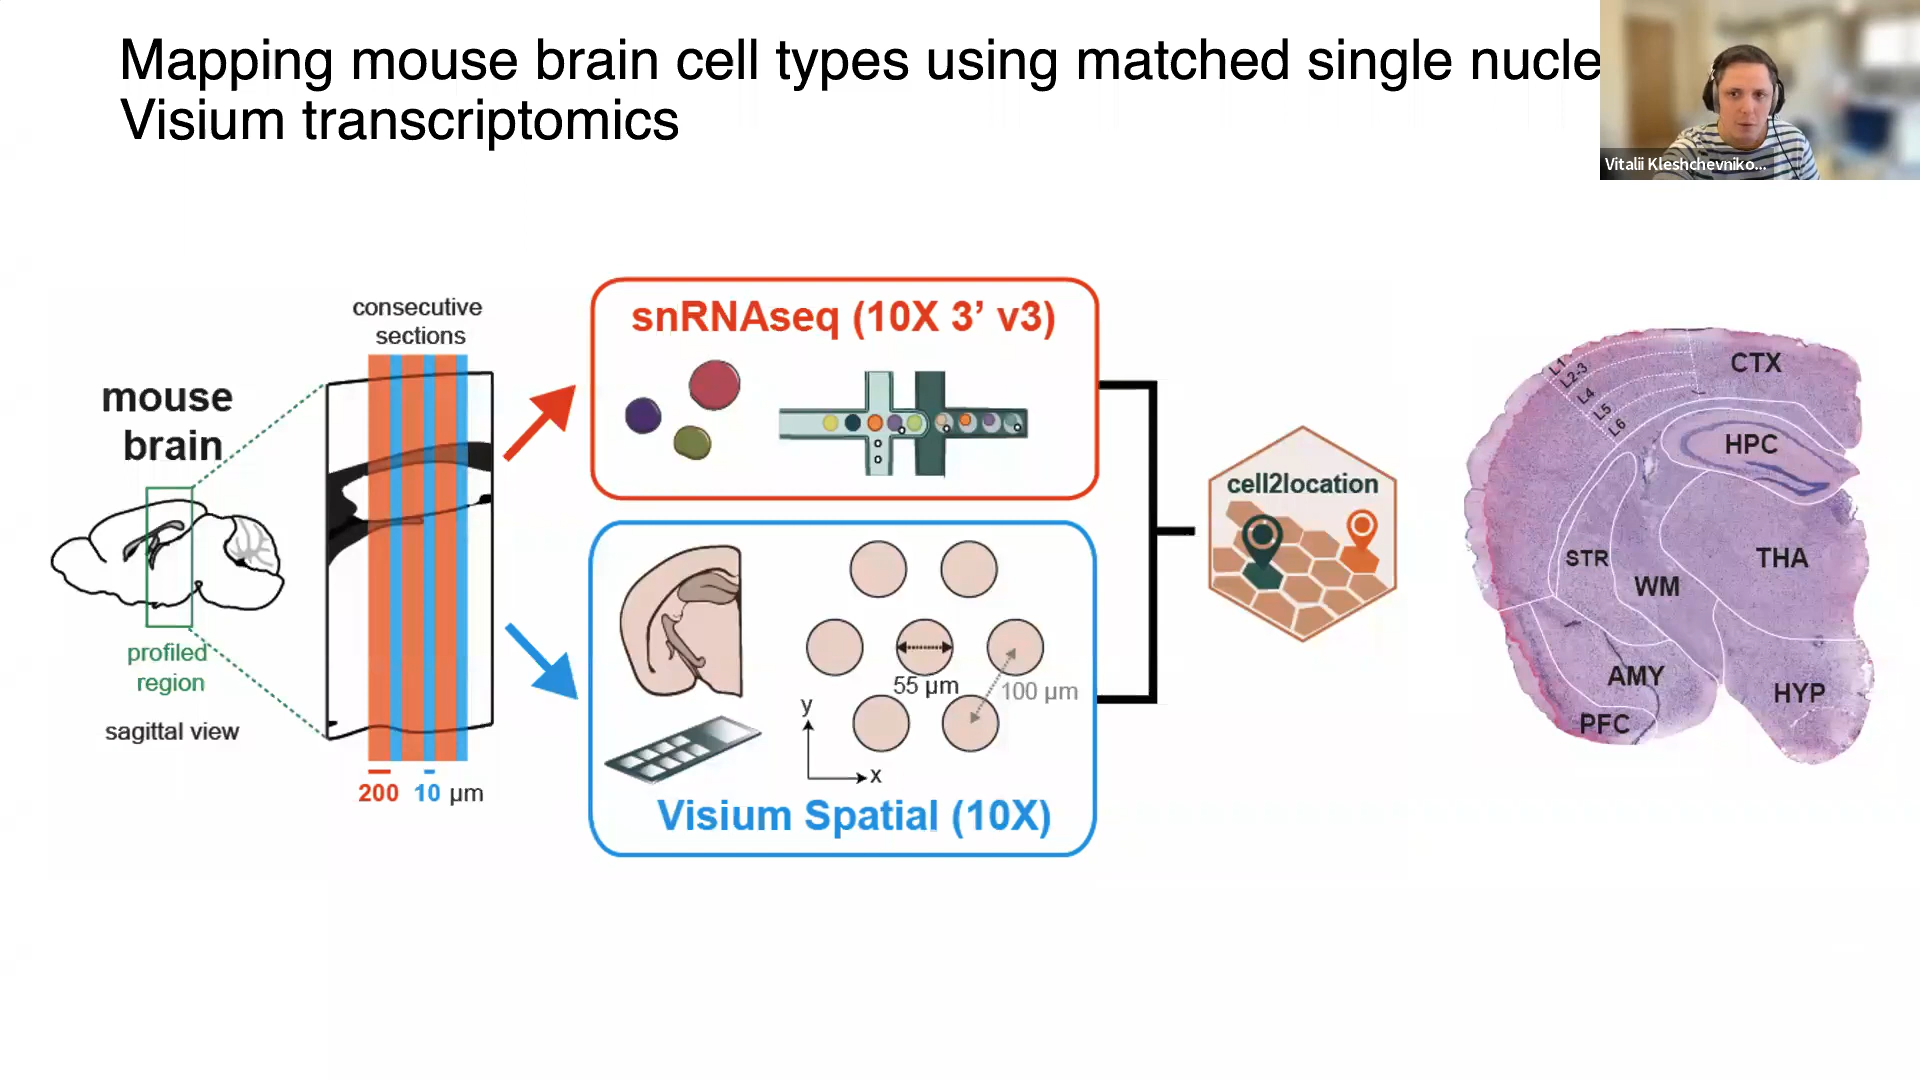 Mapping mouse brain cell types using matched single nucle
Visium transcriptomics
Vitalii Kleshchevniko...
consecutive
sections
mouse
brain
profiled
region
sagittal view
200 10 µm
snRNAseq (10X 3’ v3)
55 µm
100 µm
y
x
Visium Spatial (10X)
cell2location
L1
L2-3
L4
L5
L6
CTX
HPC
STR
WM
THA
AMY
HYP
PFC